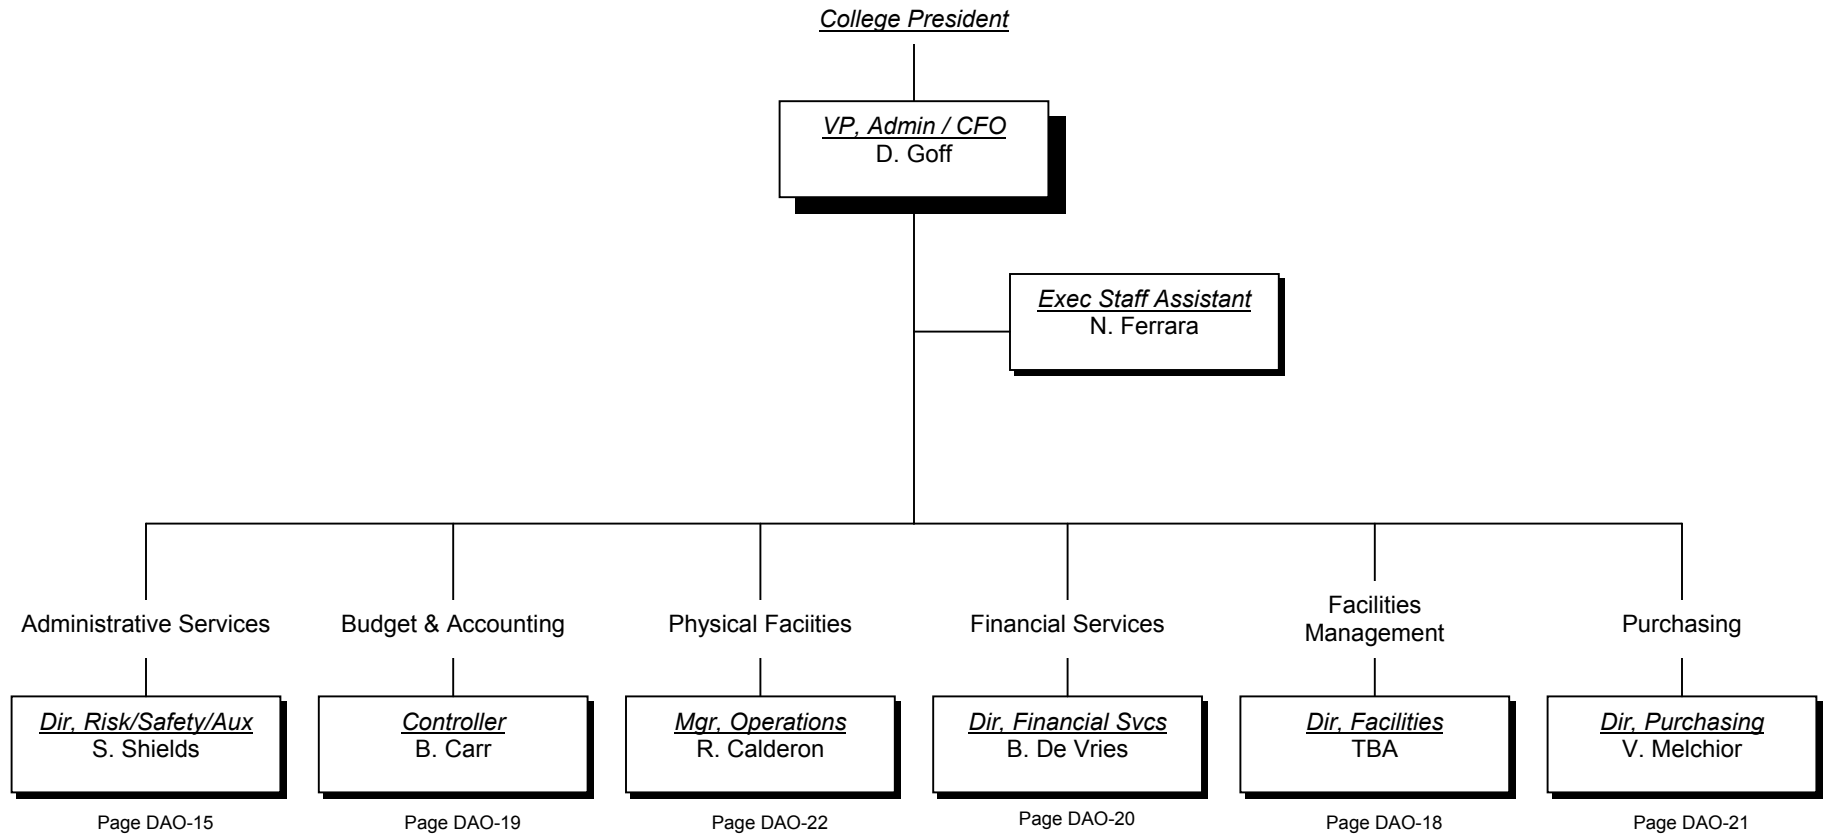 College President
VP, Admin / CFO
D. Goff
Exec Staff Assistant
N. Ferrara
Administrative Services
Dir, Risk/Safety/Aux
S. Shields
Page DAO-15
Budget & Accounting
Controller
B. Carr
Page DAO-19
Physical Faciities
Mgr, Operations
R. Calderon
Page DAO-22
Financial Services
Dir, Financial Svcs
B. De Vries
Page DAO-20
Facilities
Management
Dir, Facilities
TBA
Page DAO-18
Purchasing
Dir, Purchasing
V. Melchior
Page DAO-21